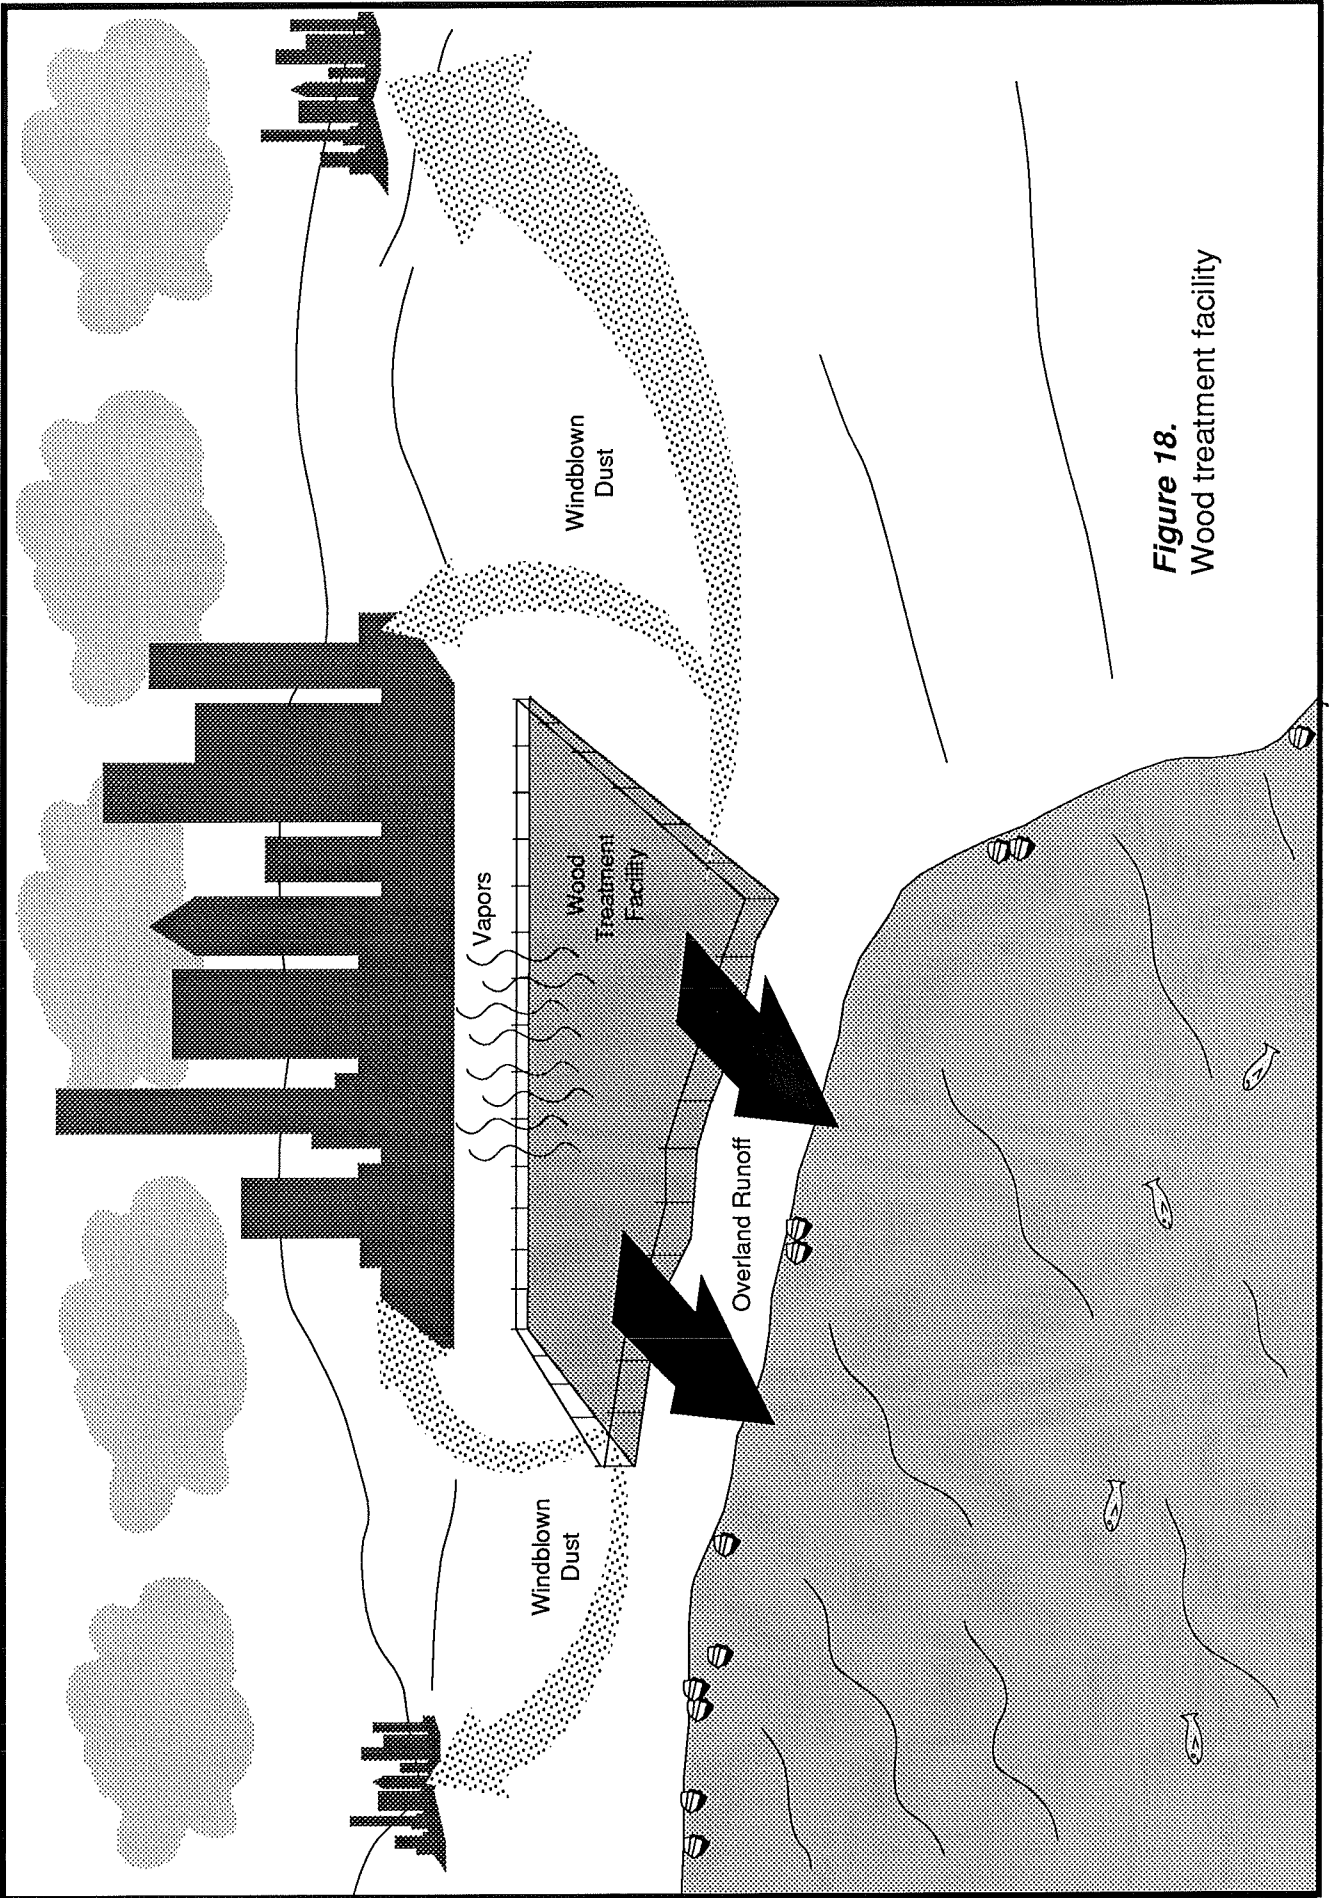 Windblown
Dust
Vapors
Wood
Treatment
Facility
Windblown
Dust
Overland Runoff
Figure 18.
Wood treatment facility